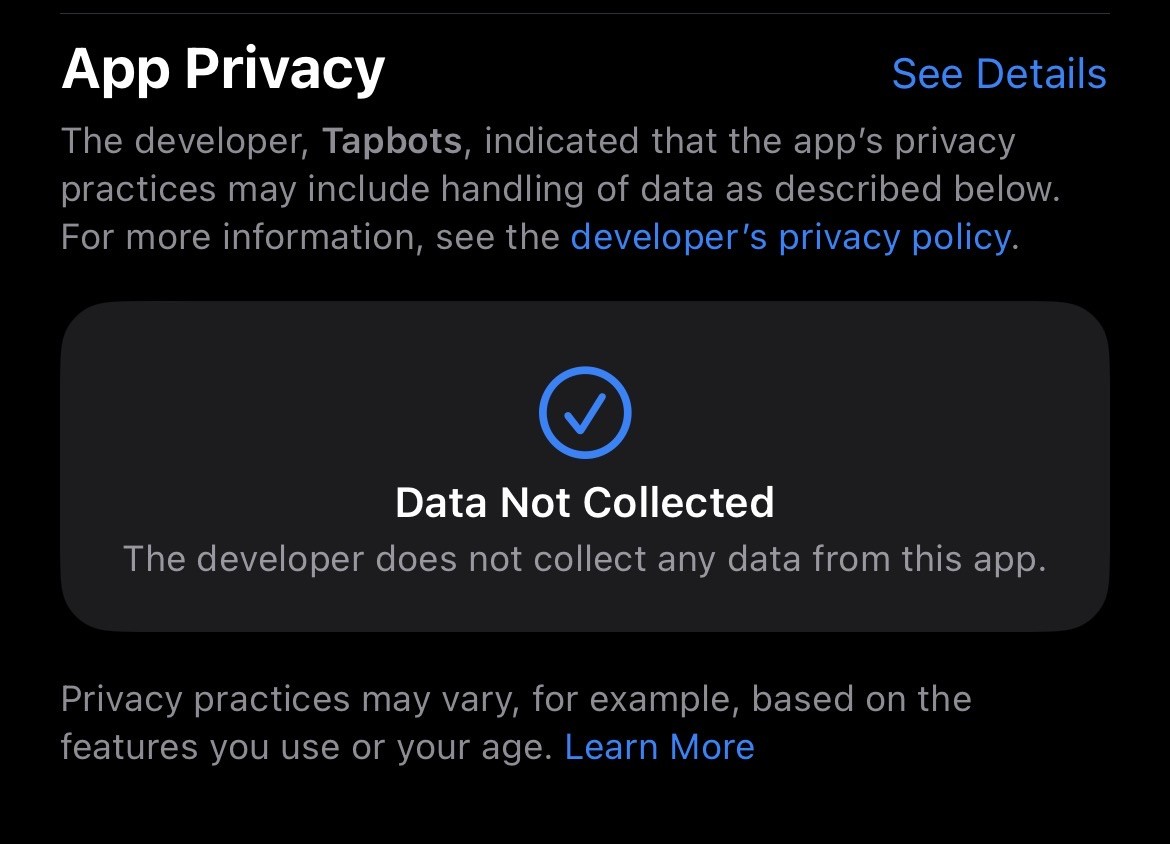 App Privacy
See Details
The developer, Tapbots, indicated that the app’s privacy
practices may include handling of data as described below.
For more information, see the developer’s privacy policy.
Data Not Collected
The developer does not collect any data from this app.
Privacy practices may vary, for example, based on the
features you use or your age. Learn More